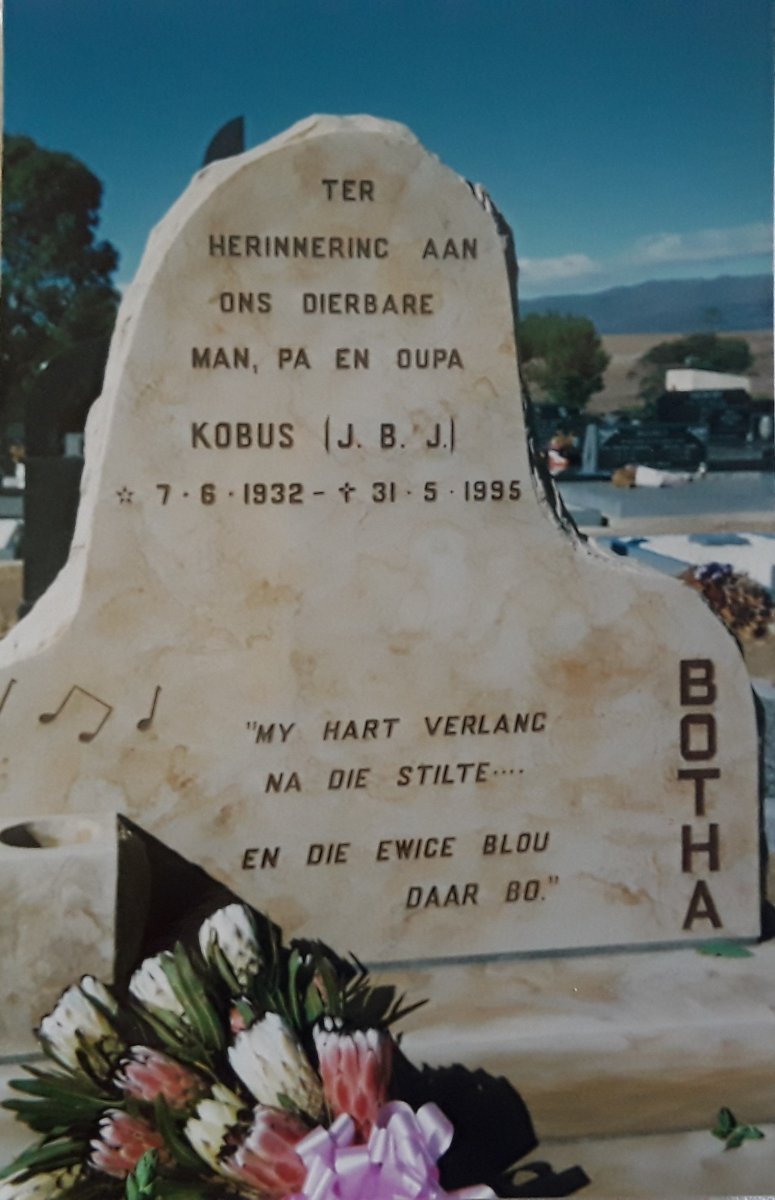 TER
HERINNERING AAN
ONS DIERBARE
MAN, PA EN OUPA
KOBUS (J. B. J.)
☆ 7·6·1932 – ✝ 31·5·1995
"MY HART VERLANG
NA DIE STILTE....
EN DIE EWIGE BLOU
DAAR BO."
BOTHA